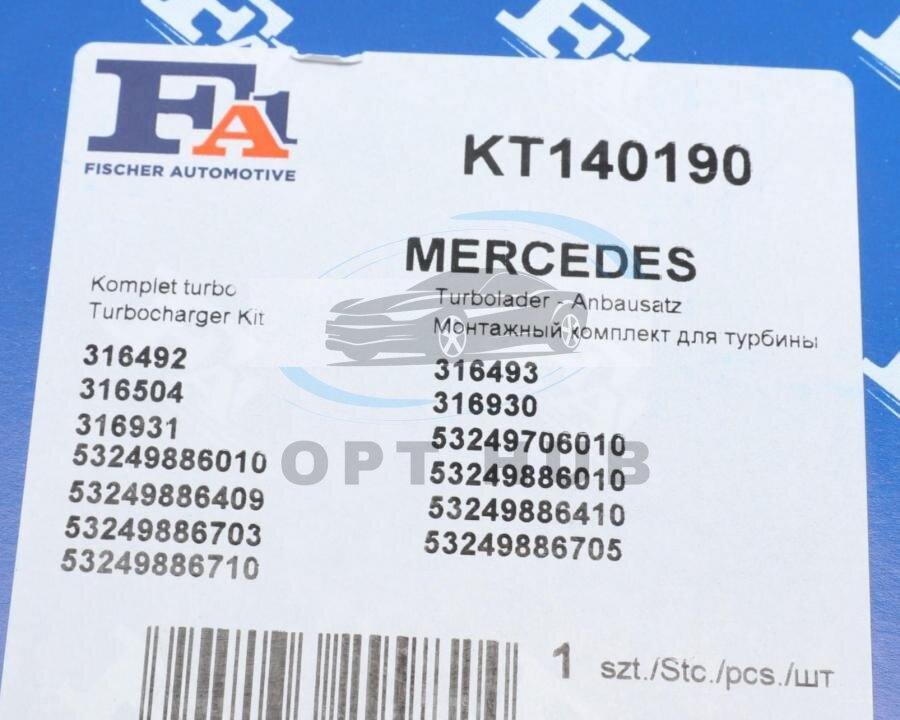 FA1
FISCHER AUTOMOTIVE
KT140190
MERCEDES
Komplet turbo
Turbocharger Kit
Turbolader - Anbausatz
Монтажный комплект для турбины
316492 316493
316504 316930
316931 53249706010
53249886010 53249886010
53249886409 53249886410
53249886703 53249886705
53249886710
OPT HUB
1 szt./Stc./pcs./шт